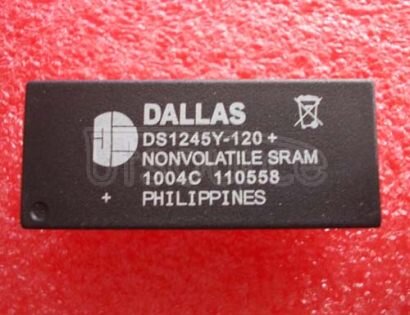 DALLAS
DS1245Y-120 +
NONVOLATILE SRAM
1004C 110558
+ PHILIPPINES